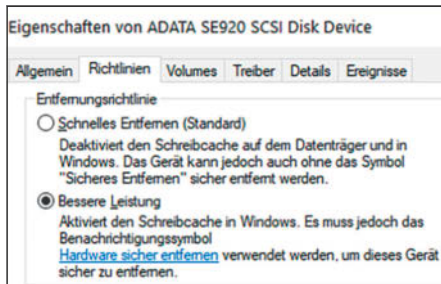 Eigenschaften von ADATA SE920 SCSI Disk Device
Allgemein Richtlinien Volumes Treiber Details Ereignisse
Entfernungsrichtlinie
Schnelles Entfernen (Standard)
Deaktiviert den Schreibcache auf dem Datenträger und in
Windows. Das Gerät kann jedoch auch ohne das Symbol
"Sicheres Entfernen" sicher entfernt werden.
Bessere Leistung
Aktiviert den Schreibcache in Windows. Es muss jedoch das
Benachrichtigungssymbol
Hardware sicher entfernen verwendet werden, um dieses Gerät
sicher zu entfernen.